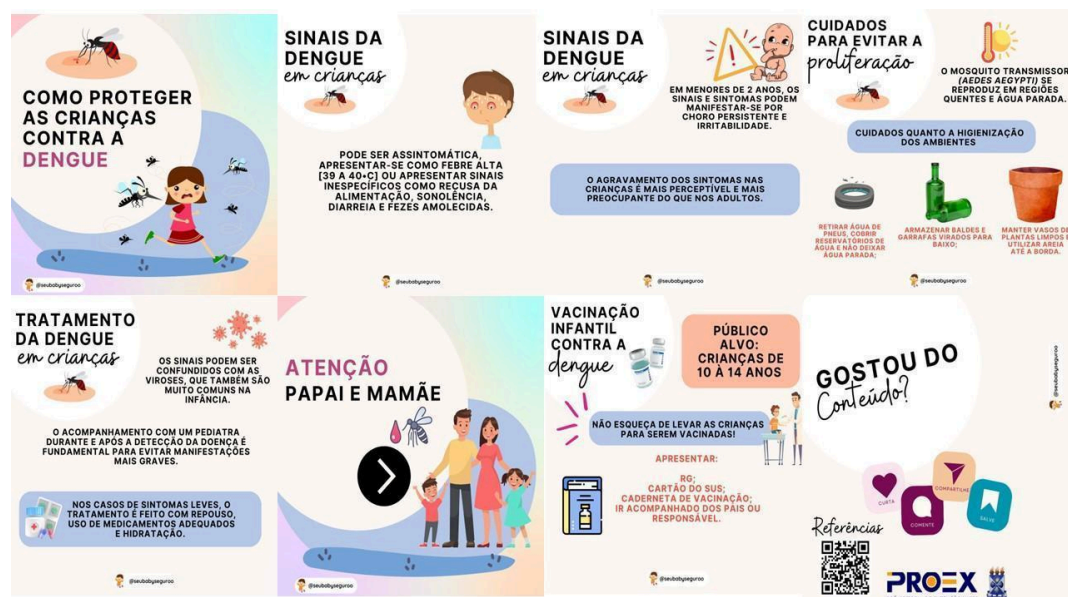 COMO PROTEGER
AS CRIANÇAS
CONTRA A
DENGUE
@seubabyseguroo
SINAIS DA
DENGUE
em crianças
PODE SER ASSINTOMÁTICA,
APRESENTAR-SE COMO FEBRE ALTA
[39 A 40•C] OU APRESENTAR SINAIS
INESPECÍFICOS COMO RECUSA DA
ALIMENTAÇÃO, SONOLÊNCIA,
DIARREIA E FEZES AMOLECIDAS.
@seubabyseguroo
SINAIS DA
DENGUE
em crianças
EM MENORES DE 2 ANOS, OS
SINAIS E SINTOMAS PODEM
MANIFESTAR-SE POR
CHORO PERSISTENTE E
IRRITABILIDADE.
O AGRAVAMENTO DOS SINTOMAS NAS
CRIANÇAS É MAIS PERCEPTÍVEL E MAIS
PREOCUPANTE DO QUE NOS ADULTOS.
@seubabyseguroo
CUIDADOS
PARA EVITAR A
proliferação
O MOSQUITO TRANSMISSOR
(AEDES AEGYPTI) SE
REPRODUZ EM REGIÕES
QUENTES E ÁGUA PARADA.
CUIDADOS QUANTO A HIGIENIZAÇÃO
DOS AMBIENTES
RETIRAR ÁGUA DE
PNEUS, COBRIR
RESERVATÓRIOS DE
ÁGUA E NÃO DEIXAR
ÁGUA PARADA;
ARMAZENAR BALDES E
GARRAFAS VIRADOS PARA
BAIXO;
MANTER VASOS DE
PLANTAS LIMPOS E
UTILIZAR AREIA
ATÉ A BORDA.
@seubabyseguroo
TRATAMENTO
DA DENGUE
em crianças
OS SINAIS PODEM SER
CONFUNDIDOS COM AS
VIROSES, QUE TAMBÉM SÃO
MUITO COMUNS NA
INFÂNCIA.
O ACOMPANHAMENTO COM UM PEDIATRA
DURANTE E APÓS A DETECÇÃO DA DOENÇA É
FUNDAMENTAL PARA EVITAR MANIFESTAÇÕES
MAIS GRAVES.
NOS CASOS DE SINTOMAS LEVES, O
TRATAMENTO É FEITO COM REPOUSO,
USO DE MEDICAMENTOS ADEQUADOS
E HIDRATAÇÃO.
@seubabyseguroo
ATENÇÃO
PAPAI E MAMÃE
@seubabyseguroo
VACINAÇÃO
INFANTIL
CONTRA A
dengue
PÚBLICO
ALVO:
CRIANÇAS DE
10 À 14 ANOS
NÃO ESQUEÇA DE LEVAR AS CRIANÇAS
PARA SEREM VACINADAS!
APRESENTAR:
RG;
CARTÃO DO SUS;
CADERNETA DE VACINAÇÃO;
IR ACOMPANHADO DOS PAIS OU
RESPONSÁVEL.
@seubabyseguroo
GOSTOU DO
Conteúdo?
@seubabyseguroo
CURTA
COMENTE
COMPARTILHE
SALVE
Referências
PROEX